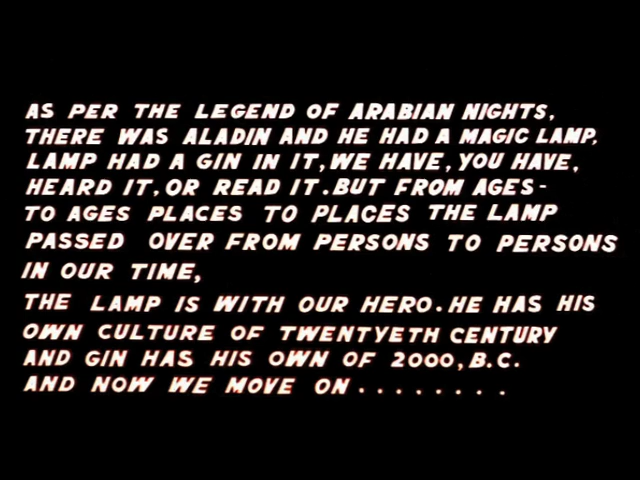 AS PER THE LEGEND OF ARABIAN NIGHTS,
THERE WAS ALADIN AND HE HAD A MAGIC LAMP.
LAMP HAD A GIN IN IT, WE HAVE, YOU HAVE,
HEARD IT, OR READ IT. BUT FROM AGES-
TO AGES PLACES TO PLACES THE LAMP
PASSED OVER FROM PERSONS TO PERSONS
IN OUR TIME,
THE LAMP IS WITH OUR HERO. HE HAS HIS
OWN CULTURE OF TWENTYETH CENTURY
AND GIN HAS HIS OWN OF 2000, B.C.
AND NOW WE MOVE ON........